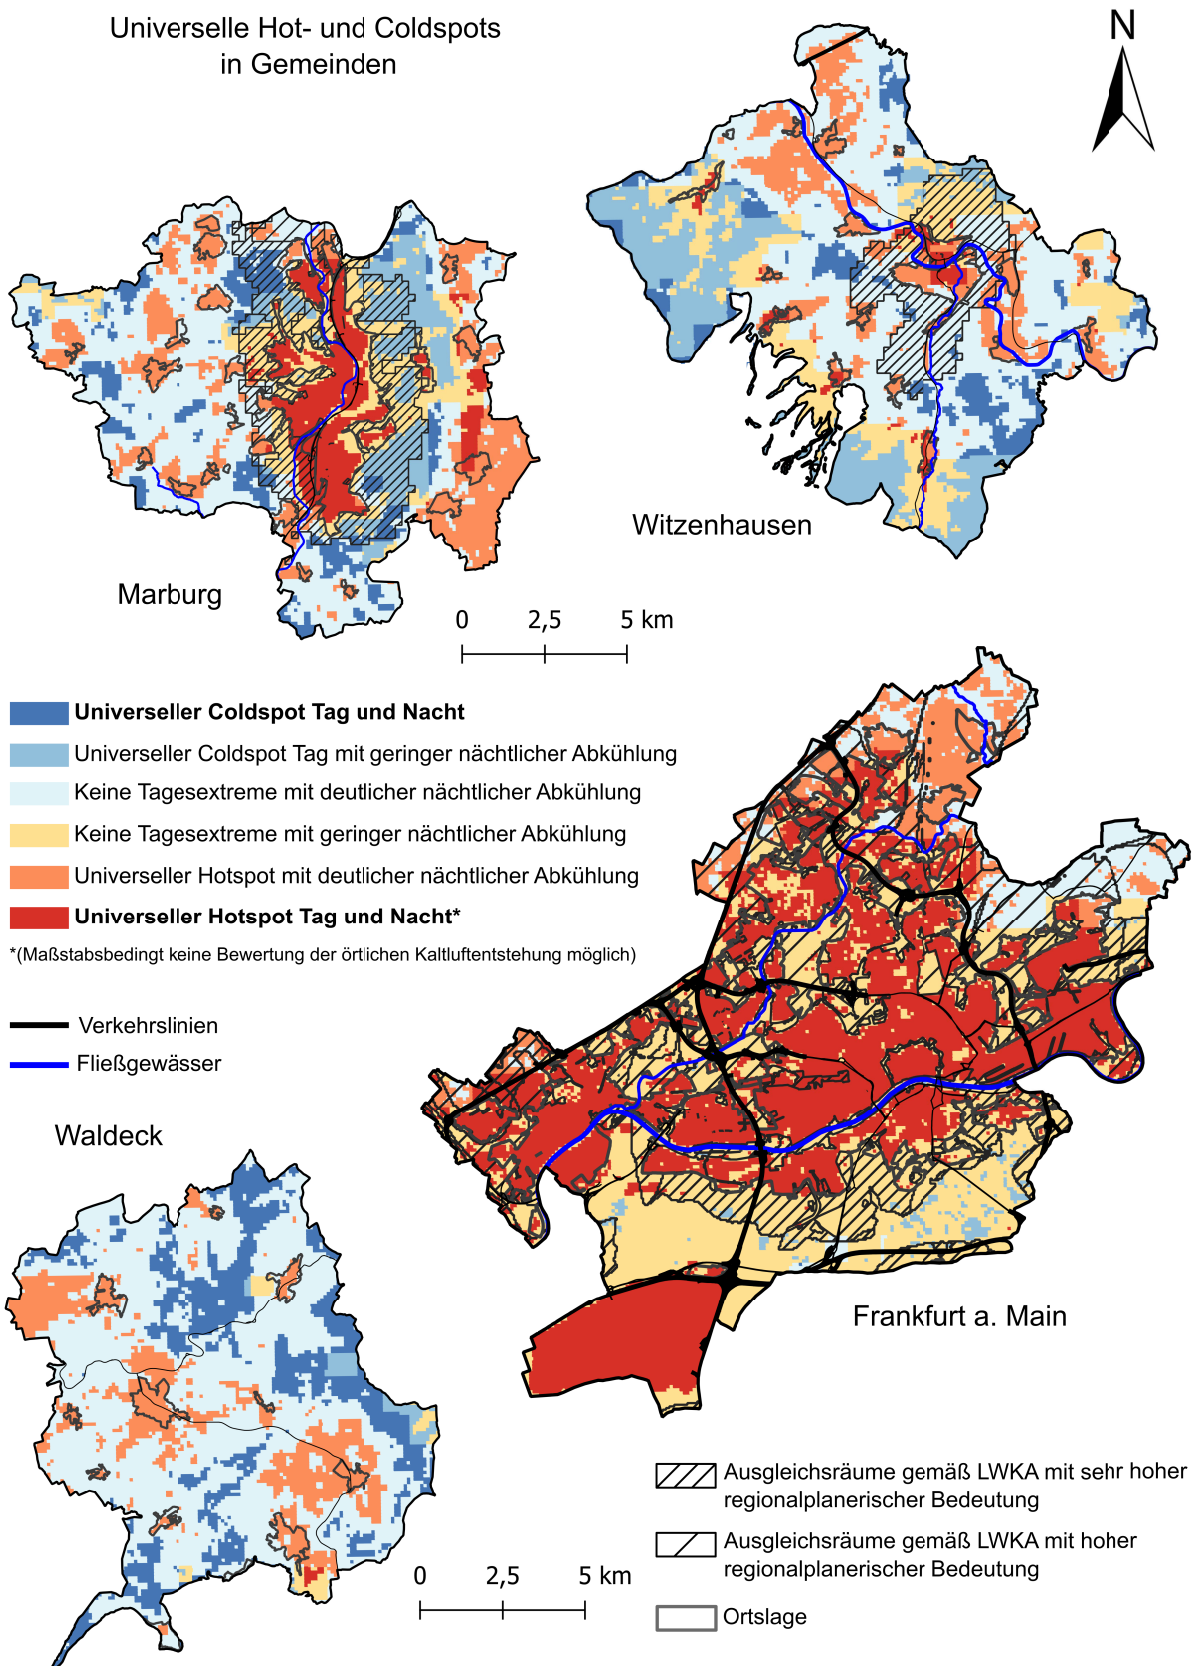 Universelle Hot- und Coldspots
in Gemeinden
N
Witzenhausen
Marburg
0 2,5 5 km
Universeller Coldspot Tag und Nacht
Universeller Coldspot Tag mit geringer nächtlicher Abkühlung
Keine Tagesextreme mit deutlicher nächtlicher Abkühlung
Keine Tagesextreme mit geringer nächtlicher Abkühlung
Universeller Hotspot mit deutlicher nächtlicher Abkühlung
Universeller Hotspot Tag und Nacht*
*(Maßstabsbedingt keine Bewertung der örtlichen Kaltluftentstehung möglich)
Verkehrslinien
Fließgewässer
Waldeck
Frankfurt a. Main
Ausgleichsräume gemäß LWKA mit sehr hoher
regionalplanerischer Bedeutung
Ausgleichsräume gemäß LWKA mit hoher
regionalplanerischer Bedeutung
0 2,5 5 km
Ortslage